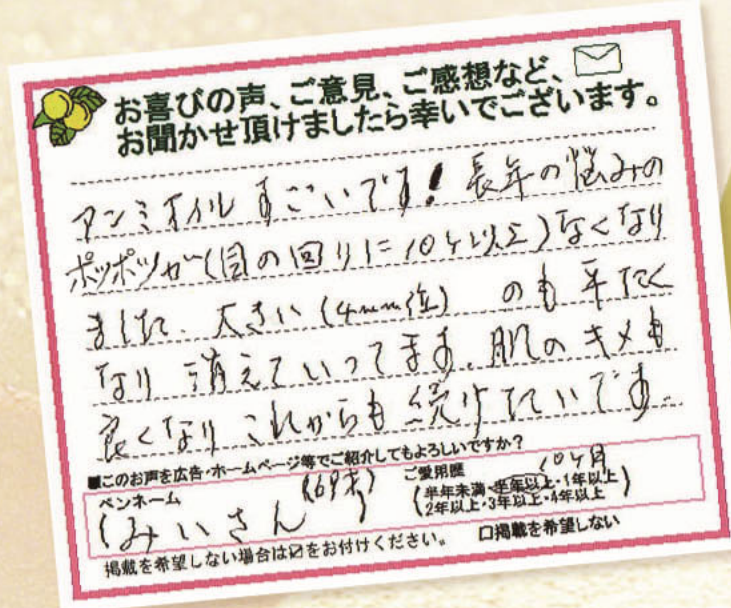 お喜びの声、ご意見、ご感想など、
お聞かせ頂けましたら幸いでございます。
アンミオイルすごいです!長年の悩みの
ポツポツが(目の回りに10ヶ以上)なくなり
ました。大きい(4mm位)のも平たく
なり消えていってます。肌のキメも
良くなりこれからも続けたいです。
■このお声を広告・ホームページ等でご紹介してもよろしいですか?
ペンネーム
(69才)
みいさん
ご愛用歴
10ヶ月
(半年未満・半年以上・1年以上
2年以上・3年以上・4年以上)
掲載を希望しない場合は☑をお付けください。 □掲載を希望しない